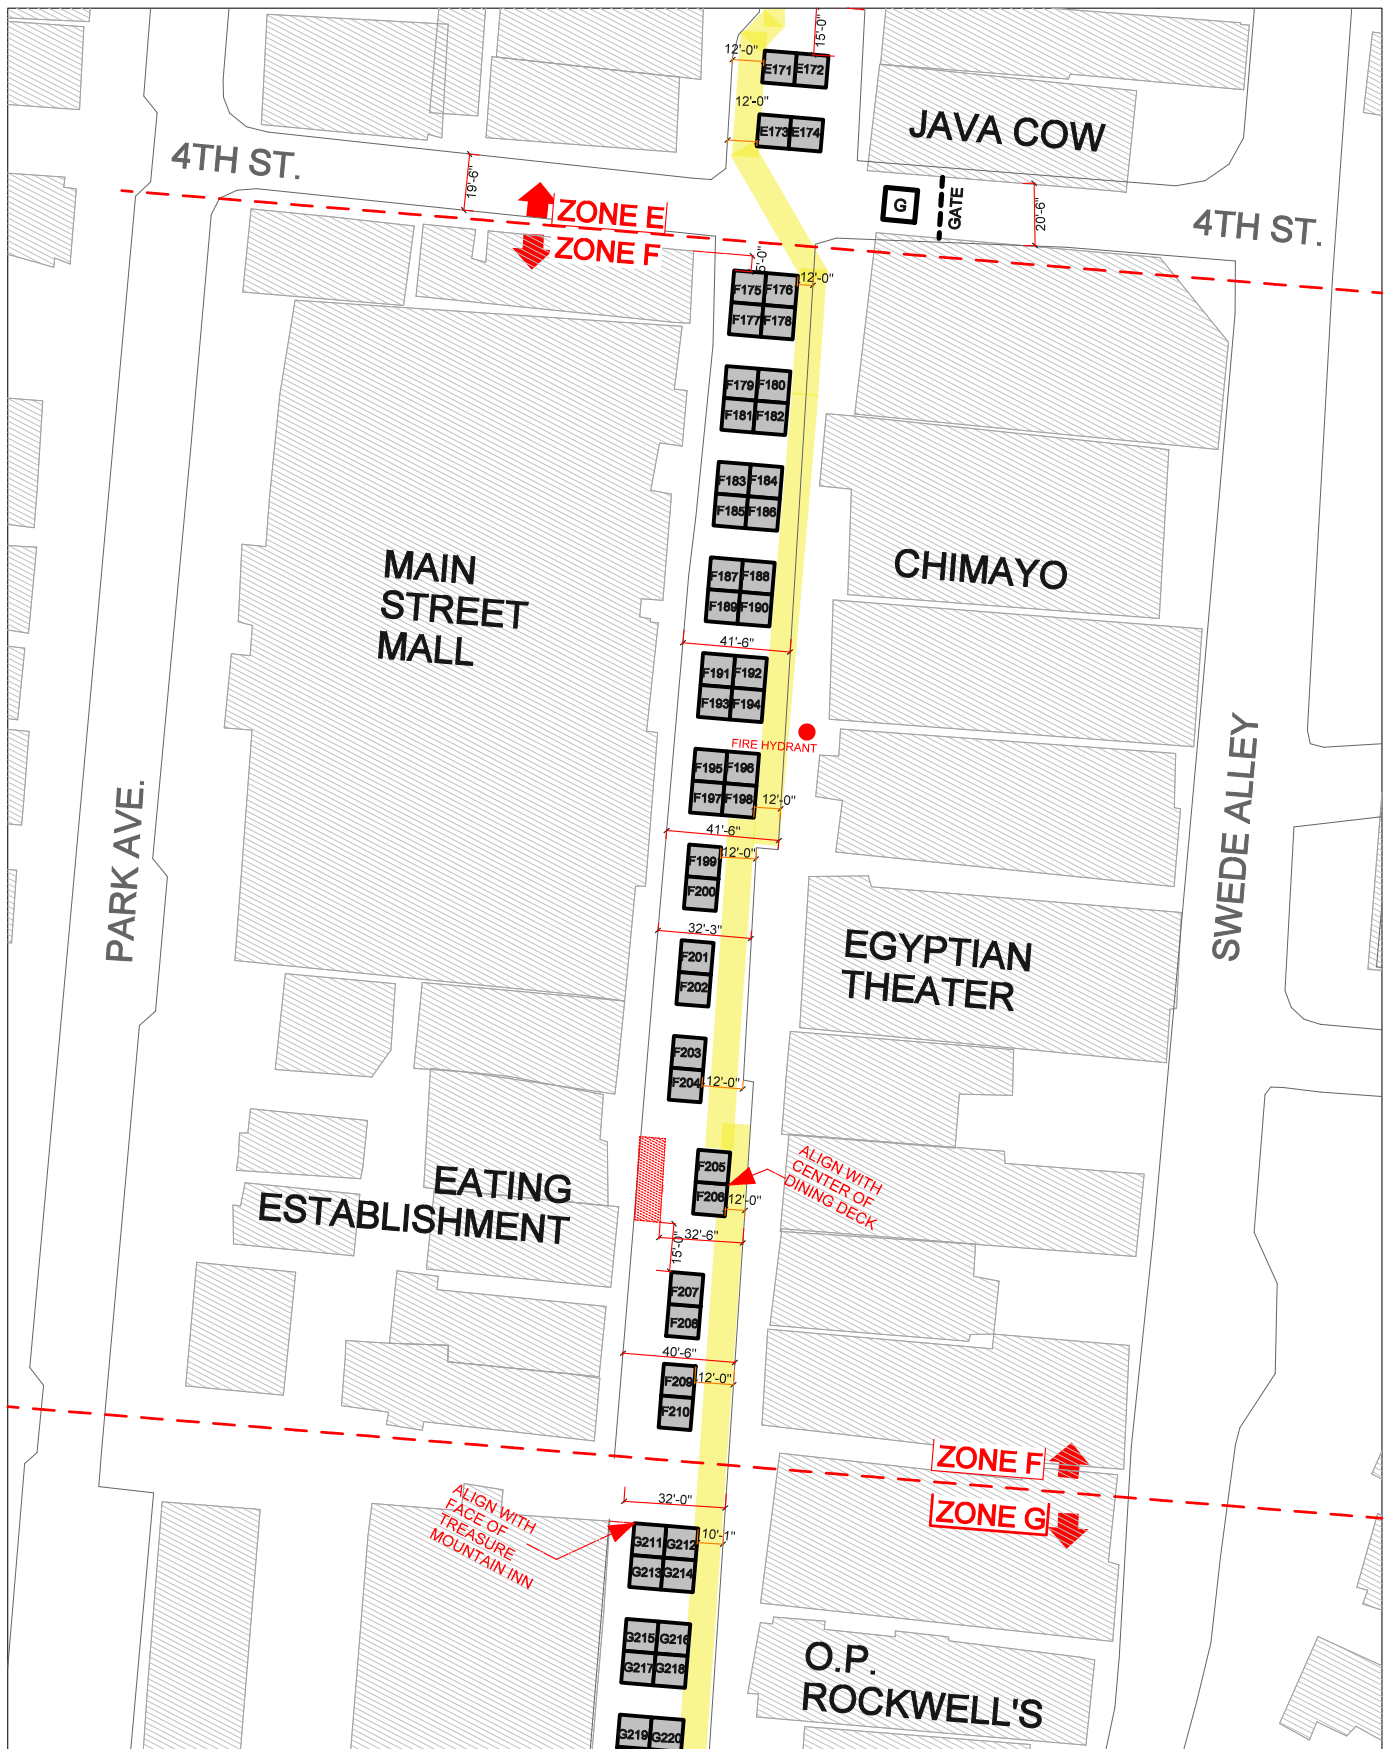 15'-0"
12'-0"
E171 E172
12'-0"
E173 E174
JAVA COW
4TH ST.
19'-6"
G
GATE
20'-6"
4TH ST.
ZONE E
ZONE F
5'-0"
12'-0"
F175 F176
F177 F178
F179 F180
F181 F182
F183 F184
F185 F186
MAIN
STREET
MALL
CHIMAYO
F187 F188
F189 F190
41'-6"
F191 F192
F193 F194
FIRE HYDRANT
F195 F196
F197 F198
12'-0"
41'-6"
12'-0"
F199
F200
PARK AVE.
SWEDE ALLEY
32'-3"
F201
F202
EGYPTIAN
THEATER
F203
F204
12'-0"
F205
F206
12'-0"
ALIGN WITH
CENTER OF
DINING DECK
EATING
ESTABLISHMENT
32'-6"
15'-0"
F207
F208
40'-6"
F209
F210
12'-0"
ZONE F
ZONE G
32'-0"
ALIGN WITH
FACE OF
TREASURE
MOUNTAIN INN
G211 G212
G213 G214
10'-1"
G215 G216
G217 G218
O.P.
ROCKWELL'S
G219 G220